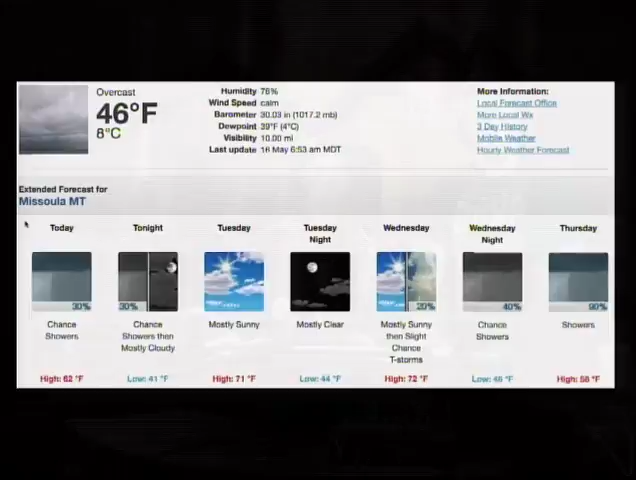 Overcast
46°F
8°C
Humidity 76%
Wind Speed calm
Barometer 30.03 in (1017.2 mb)
Dewpoint 39°F (4°C)
Visibility 10.00 mi
Last update 16 May 6:53 am MDT
More Information:
Local Forecast Office
More Local Wx
3 Day History
Mobile Weather
Hourly Weather Forecast
Extended Forecast for
Missoula MT
Today
30%
Chance
Showers
High: 62 °F
Tonight
30%
Chance
Showers then
Mostly Cloudy
Low: 41 °F
Tuesday
Mostly Sunny
High: 71 °F
Tuesday
Night
Mostly Clear
Low: 44 °F
Wednesday
20%
Mostly Sunny
then Slight
Chance
T-storms
High: 72 °F
Wednesday
Night
40%
Chance
Showers
Low: 46 °F
Thursday
Showers
High: 58 °F